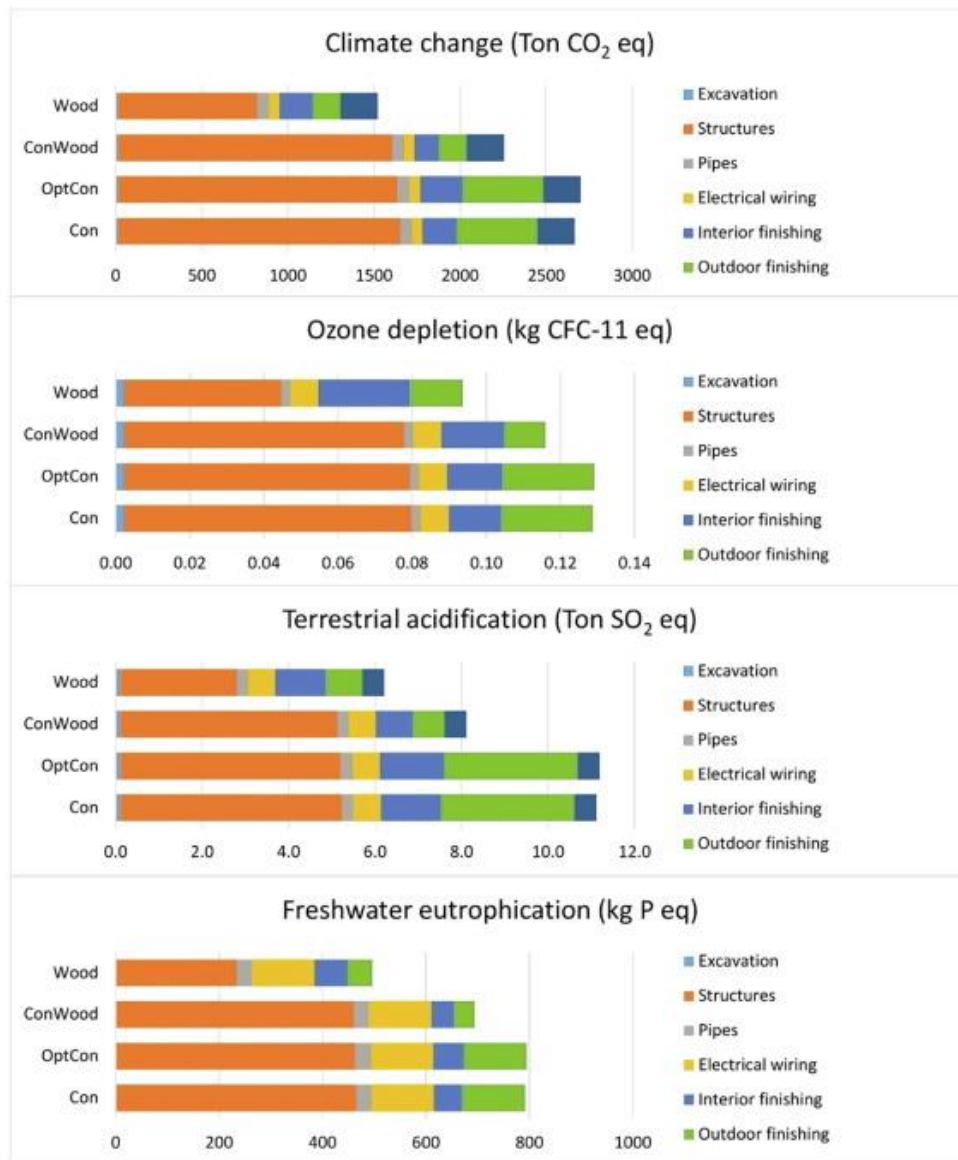 Climate change (Ton CO₂ eq)
Wood
ConWood
OptCon
Con
0 500 1000 1500 2000 2500 3000
Excavation
Structures
Pipes
Electrical wiring
Interior finishing
Outdoor finishing
Ozone depletion (kg CFC-11 eq)
Wood
ConWood
OptCon
Con
0.00 0.02 0.04 0.06 0.08 0.10 0.12 0.14
Excavation
Structures
Pipes
Electrical wiring
Interior finishing
Outdoor finishing
Terrestrial acidification (Ton SO₂ eq)
Wood
ConWood
OptCon
Con
0.0 2.0 4.0 6.0 8.0 10.0 12.0
Excavation
Structures
Pipes
Electrical wiring
Interior finishing
Outdoor finishing
Freshwater eutrophication (kg P eq)
Wood
ConWood
OptCon
Con
0 200 400 600 800 1000
Excavation
Structures
Pipes
Electrical wiring
Interior finishing
Outdoor finishing